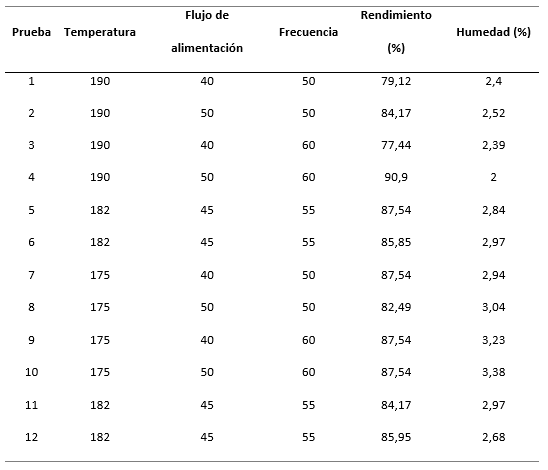 Prueba Temperatura Flujo de alimentación Frecuencia Rendimiento (%) Humedad (%)
1 190 40 50 79,12 2,4
2 190 50 50 84,17 2,52
3 190 40 60 77,44 2,39
4 190 50 60 90,9 2
5 182 45 55 87,54 2,84
6 182 45 55 85,85 2,97
7 175 40 50 87,54 2,94
8 175 50 50 82,49 3,04
9 175 40 60 87,54 3,23
10 175 50 60 87,54 3,38
11 182 45 55 84,17 2,97
12 182 45 55 85,95 2,68